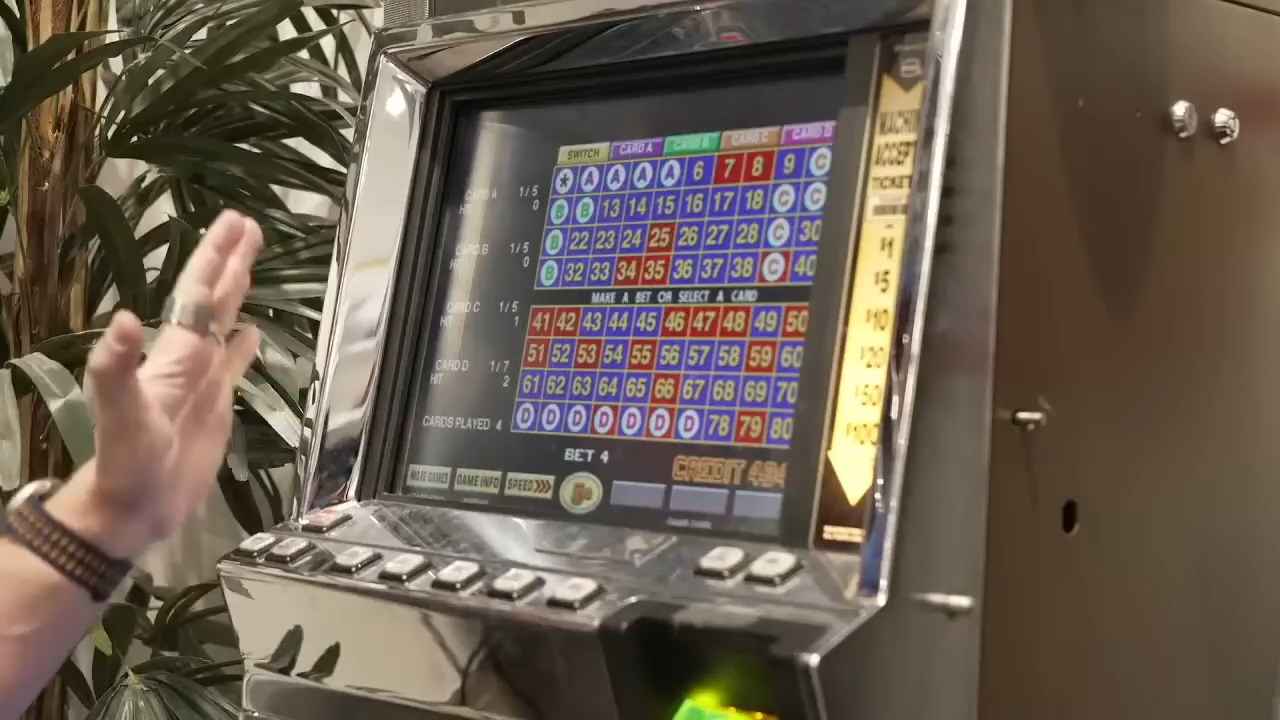 SWITCH CARD A CARD B CARD C CARD D
* A A A A 6 7 8 9 C
B B 13 14 15 16 17 18 C C
B 22 23 24 25 26 27 28 C 30
B 32 33 34 35 36 37 38 C 40
MAKE A BET OR SELECT A CARD
41 42 43 44 45 46 47 48 49 50
51 52 53 54 55 56 57 58 59 60
61 62 63 64 65 66 67 68 69 70
D D D D D D D 78 79 80
CARD A 1/5
HIT 0
CARD B 1/5
HIT 0
CARD C 1/5
HIT 1
CARD D 1/7
HIT 2
CARDS PLAYED 4
BET 4
CREDIT 494
MORE GAMES GAME INFO SPEED 5¢
MACHIN
ACCEPT
TICKET
$1
$5
$10
$20
$50
$100